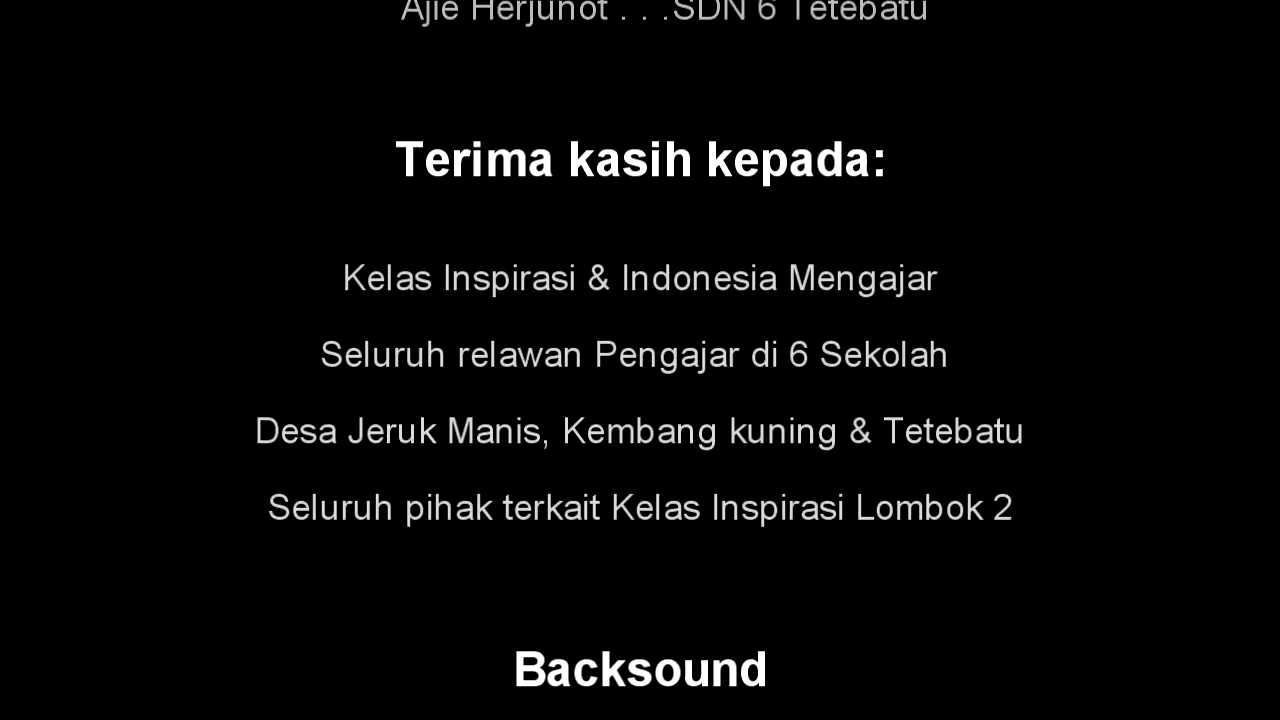 Ajie Herjunot . . .SDN 6 Tetebatu
Terima kasih kepada:
Kelas Inspirasi & Indonesia Mengajar
Seluruh relawan Pengajar di 6 Sekolah
Desa Jeruk Manis, Kembang kuning & Tetebatu
Seluruh pihak terkait Kelas Inspirasi Lombok 2
Backsound